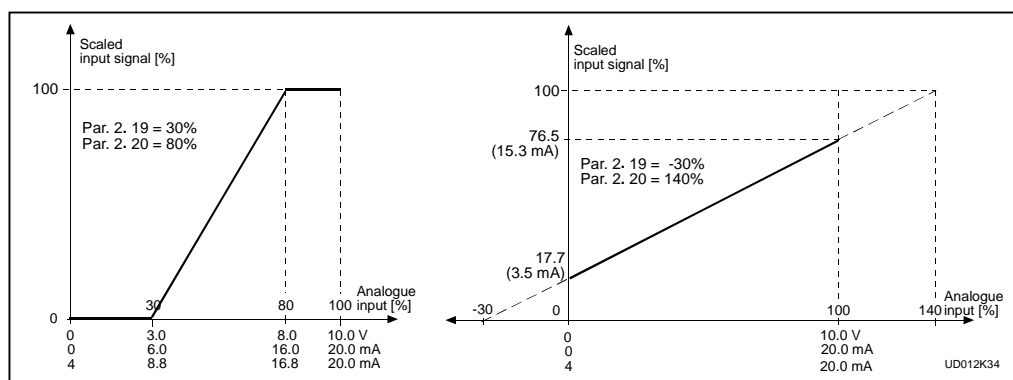 Scaled
input signal [%]
100
Par. 2. 19 = 30%
Par. 2. 20 = 80%
Analogue
input [%]
30 80 100
0
0 3.0 8.0 10.0 V
0 6.0 16.0 20.0 mA
4 8.8 16.8 20.0 mA
Scaled
input signal [%]
100
76.5
(15.3 mA)
Par. 2. 19 = -30%
Par. 2. 20 = 140%
17.7
(3.5 mA)
Analogue
input [%]
-30 0 100 140
0 10.0 V
0 20.0 mA
4 20.0 mA
UD012K34